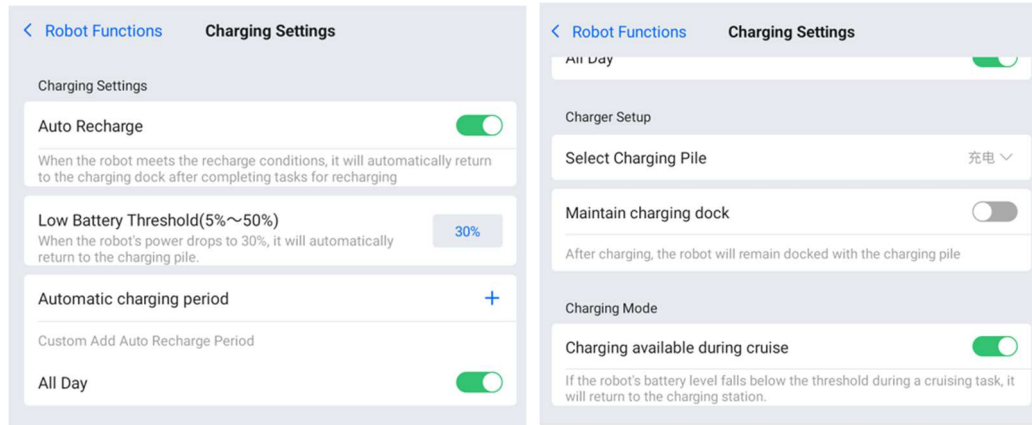 Robot Functions
Charging Settings
Charging Settings
Auto Recharge
When the robot meets the recharge conditions, it will automatically return
to the charging dock after completing tasks for recharging
Low Battery Threshold(5%～50%)
When the robot's power drops to 30%, it will automatically
return to the charging pile.
30%
Automatic charging period
Custom Add Auto Recharge Period
All Day
Robot Functions
Charging Settings
All Day
Charger Setup
Select Charging Pile
充电
Maintain charging dock
After charging, the robot will remain docked with the charging pile
Charging Mode
Charging available during cruise
If the robot's battery level falls below the threshold during a cruising task, it
will return to the charging station.